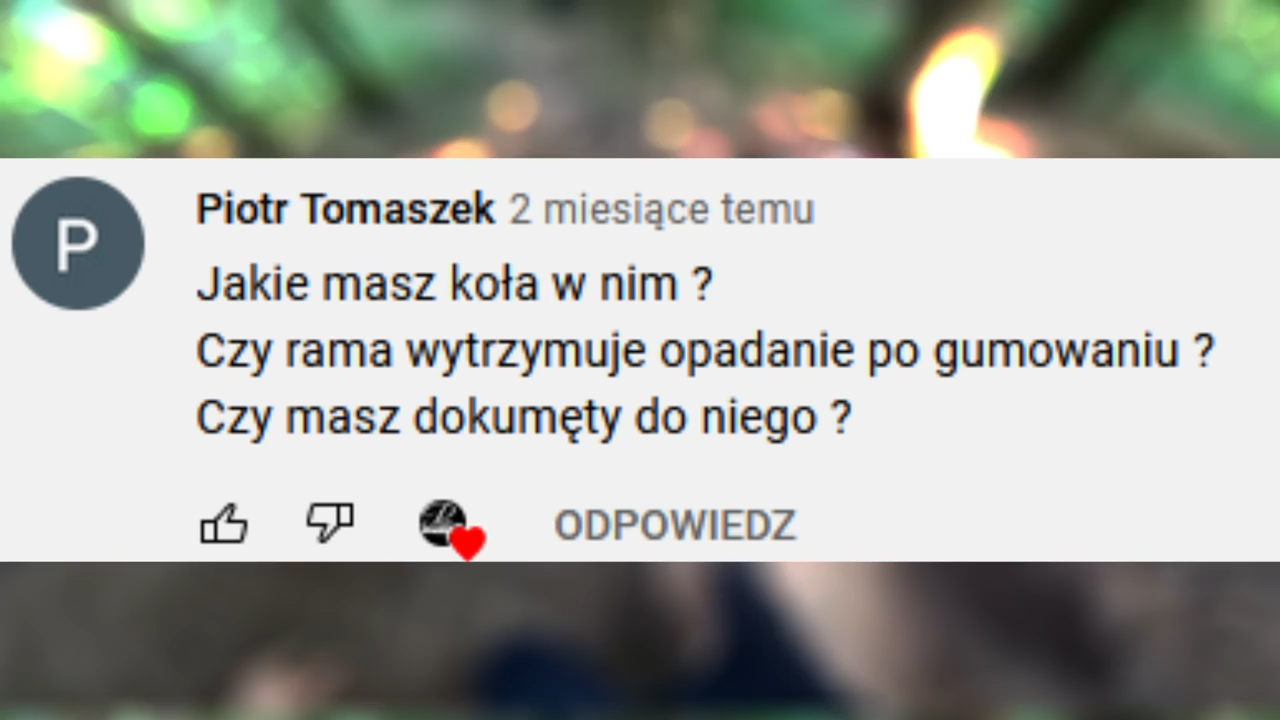 P
Piotr Tomaszek 2 miesiące temu
Jakie masz koła w nim ?
Czy rama wytrzymuje opadanie po gumowaniu ?
Czy masz dokumęty do niego ?
ODPOWIEDZ